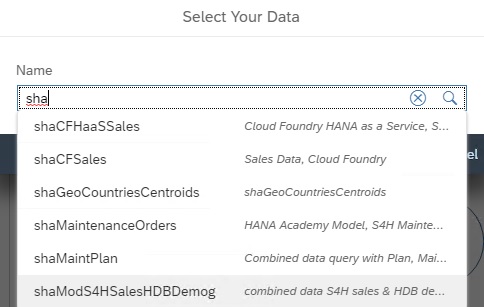 Select Your Data
Name
sha
shaCFHaaSSales Cloud Foundry HANA as a Service, S...
shaCFSales Sales Data, Cloud Foundry
el
shaGeoCountriesCentroids shaGeoCountriesCentroids
shaMaintenanceOrders HANA Academy Model, S4H Mainte...
shaMaintPlan Combined data query with Plan, Mai...
shaModS4HSalesHDBDemog combined data S4H sales & HDB de...